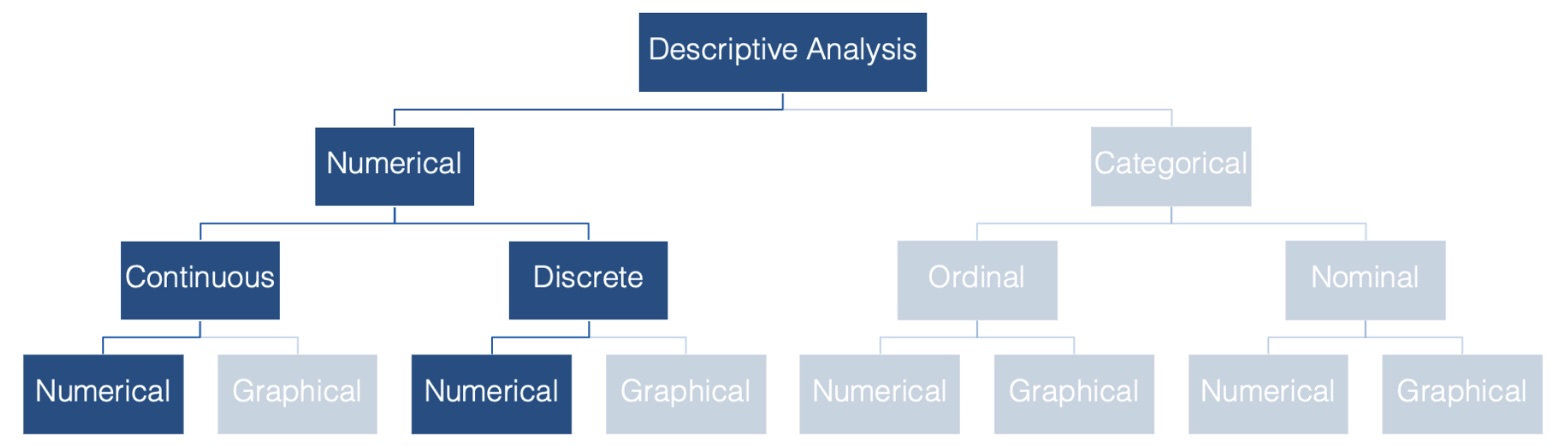 Descriptive Analysis
Numerical
Categorical
Continuous
Discrete
Ordinal
Nominal
Numerical
Graphical
Numerical
Graphical
Numerical
Graphical
Numerical
Graphical